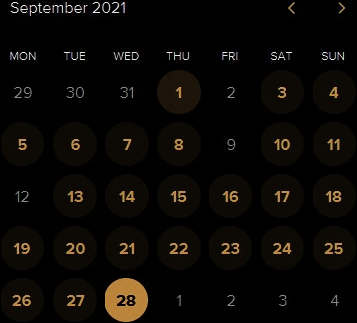 September 2021
MON TUE WED THU FRI SAT SUN
29 30 31 1 2 3 4
5 6 7 8 9 10 11
12 13 14 15 16 17 18
19 20 21 22 23 24 25
26 27 28 1 2 3 4